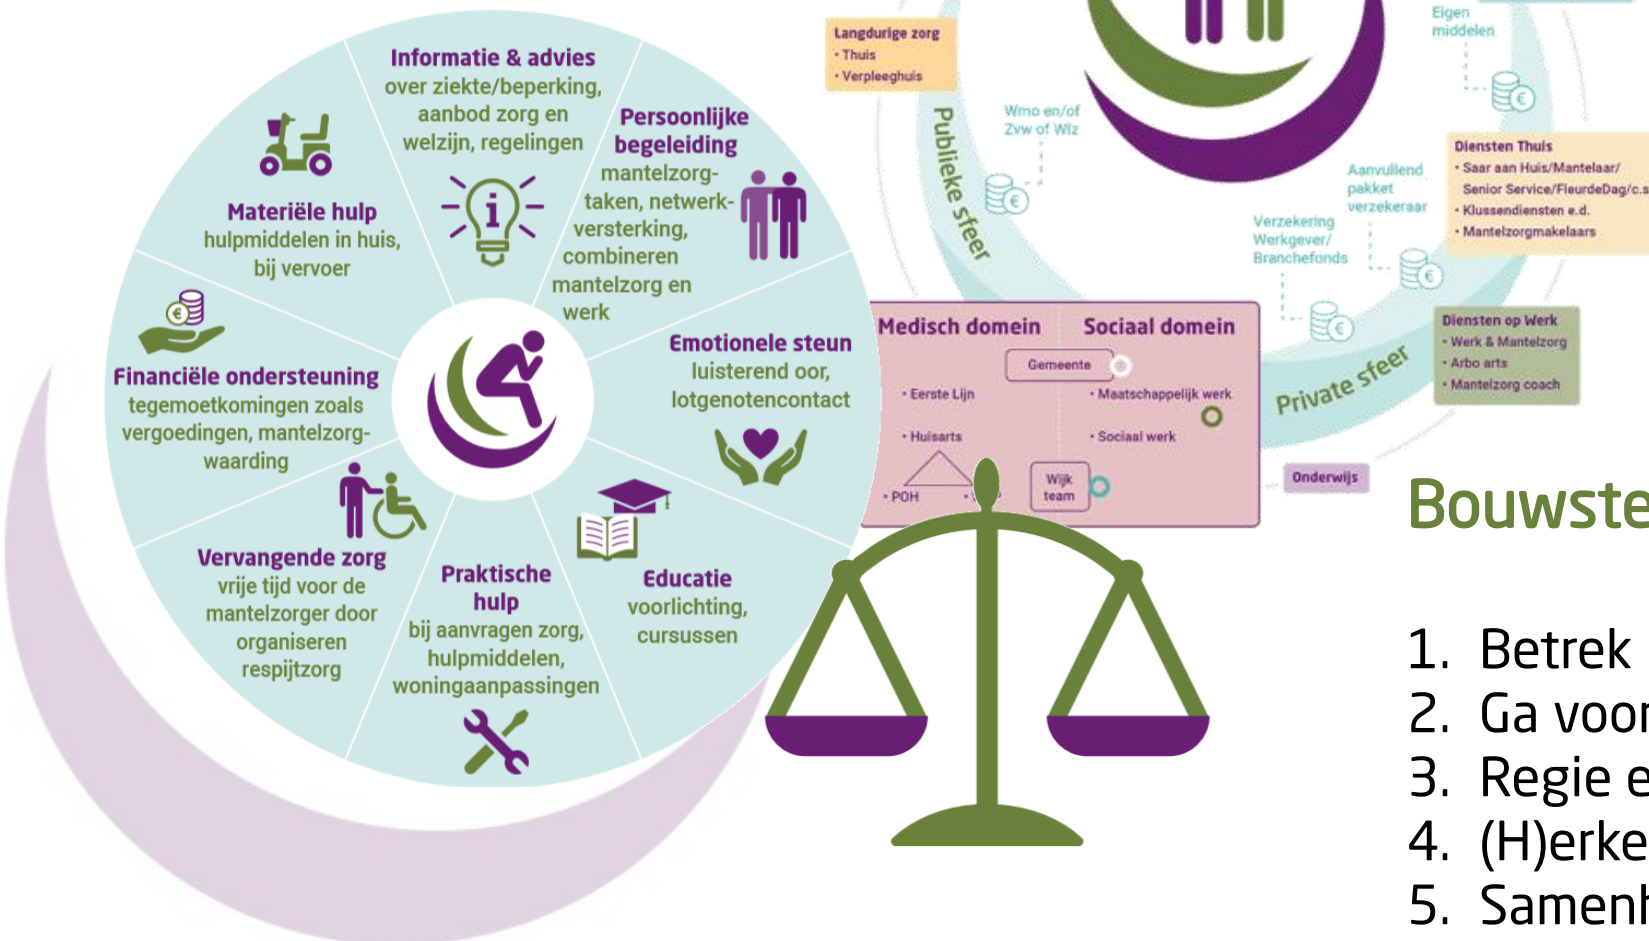 Informatie & advies
over ziekte/beperking,
aanbod zorg en
welzijn, regelingen
Persoonlijke
begeleiding
mantelzorg-
taken, netwerk-
versterking,
combineren
mantelzorg en
werk
Emotionele steun
luisterend oor,
lotgenotencontact
Educatie
voorlichting,
cursussen
Praktische
hulp
bij aanvragen zorg,
hulpmiddelen,
woningaanpassingen
Vervangende zorg
vrije tijd voor de
mantelzorger door
organiseren
respijtzorg
Financiële ondersteuning
tegemoetkomingen zoals
vergoedingen, mantelzorg-
waarding
Materiële hulp
hulpmiddelen in huis,
bij vervoer
Langdurige zorg
• Thuis
• Verpleeghuis
Publieke sfeer
Wmo en/of
Zvw of Wlz
Eigen
middelen
Diensten Thuis
• Saar aan Huis/Mantelaar/
Senior Service/FleurdeDag/c.s
• Klussendiensten e.d.
• Mantelzorgmakelaars
Aanvullend
pakket
verzekeraar
Verzekering
Werkgever/
Branchefonds
Diensten op Werk
• Werk & Mantelzorg
• Arbo arts
• Mantelzorg coach
Private sfeer
Medisch domein
Sociaal domein
Gemeente
• Eerste Lijn
• Maatschappelijk werk
• Huisarts
• Sociaal werk
• POH
Wijk
team
Onderwijs
Bouwste
1. Betrek
2. Ga voor
3. Regie e
4. (H)erke
5. Samenh